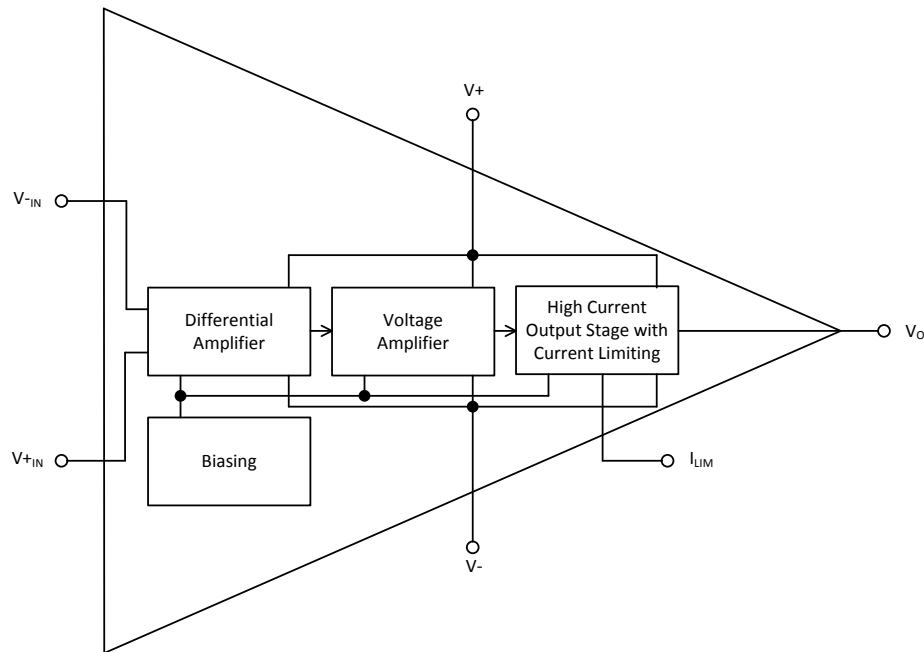 V+
V-IN
Differential
Amplifier
Voltage
Amplifier
High Current
Output Stage with
Current Limiting
VO
V+IN
Biasing
ILIM
V-